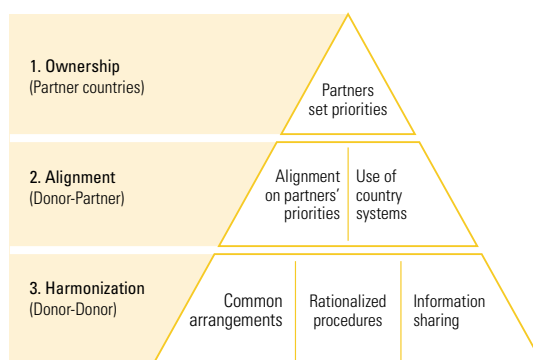 1. Ownership
(Partner countries)
Partners
set priorities
2. Alignment
(Donor-Partner)
Alignment
on partners’
priorities
Use of
country
systems
3. Harmonization
(Donor-Donor)
Common
arrangements
Rationalized
procedures
Information
sharing